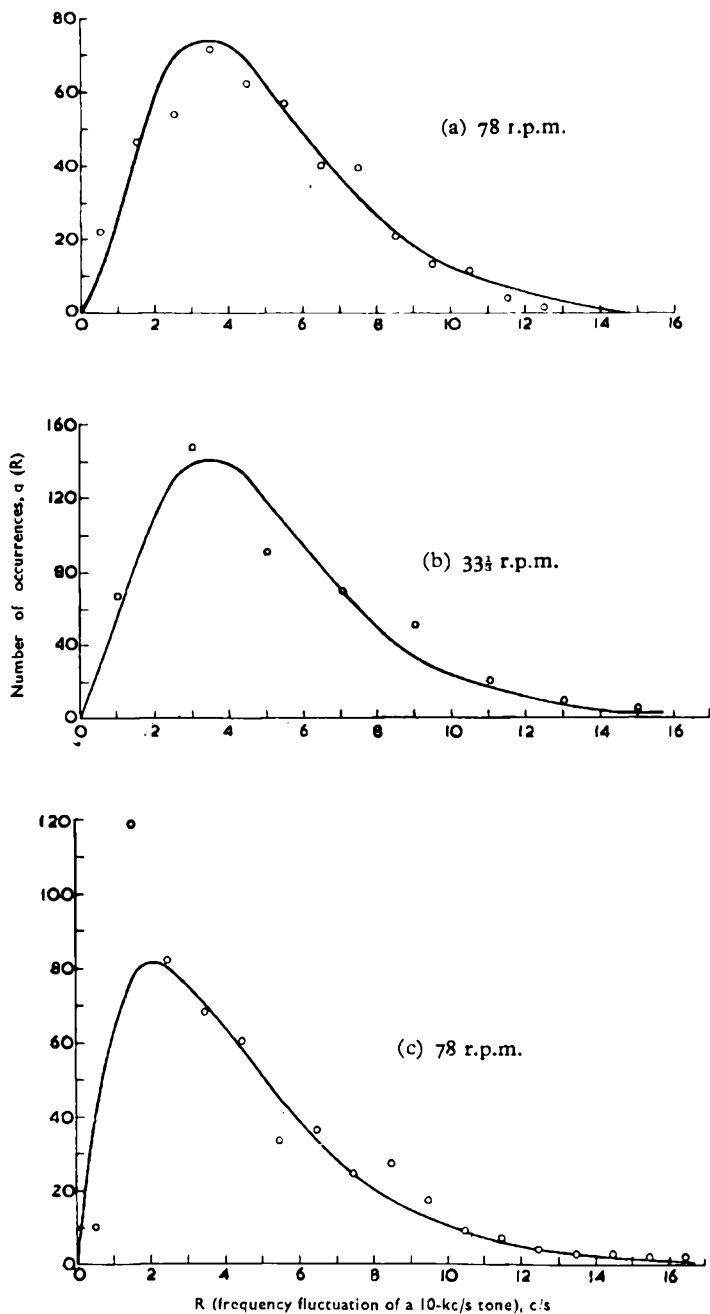 80
60
40
20
0
(a) 78 r.p.m.
0 2 4 6 8 10 12 14 16
160
120
80
40
0
(b) 33⅓ r.p.m.
0 2 4 6 8 10 12 14 16
Number of occurrences, q (R)
120
100
80
60
40
20
0
(c) 78 r.p.m.
0 2 4 6 8 10 12 14 16
R (frequency fluctuation of a 10-kc/s tone), c/s